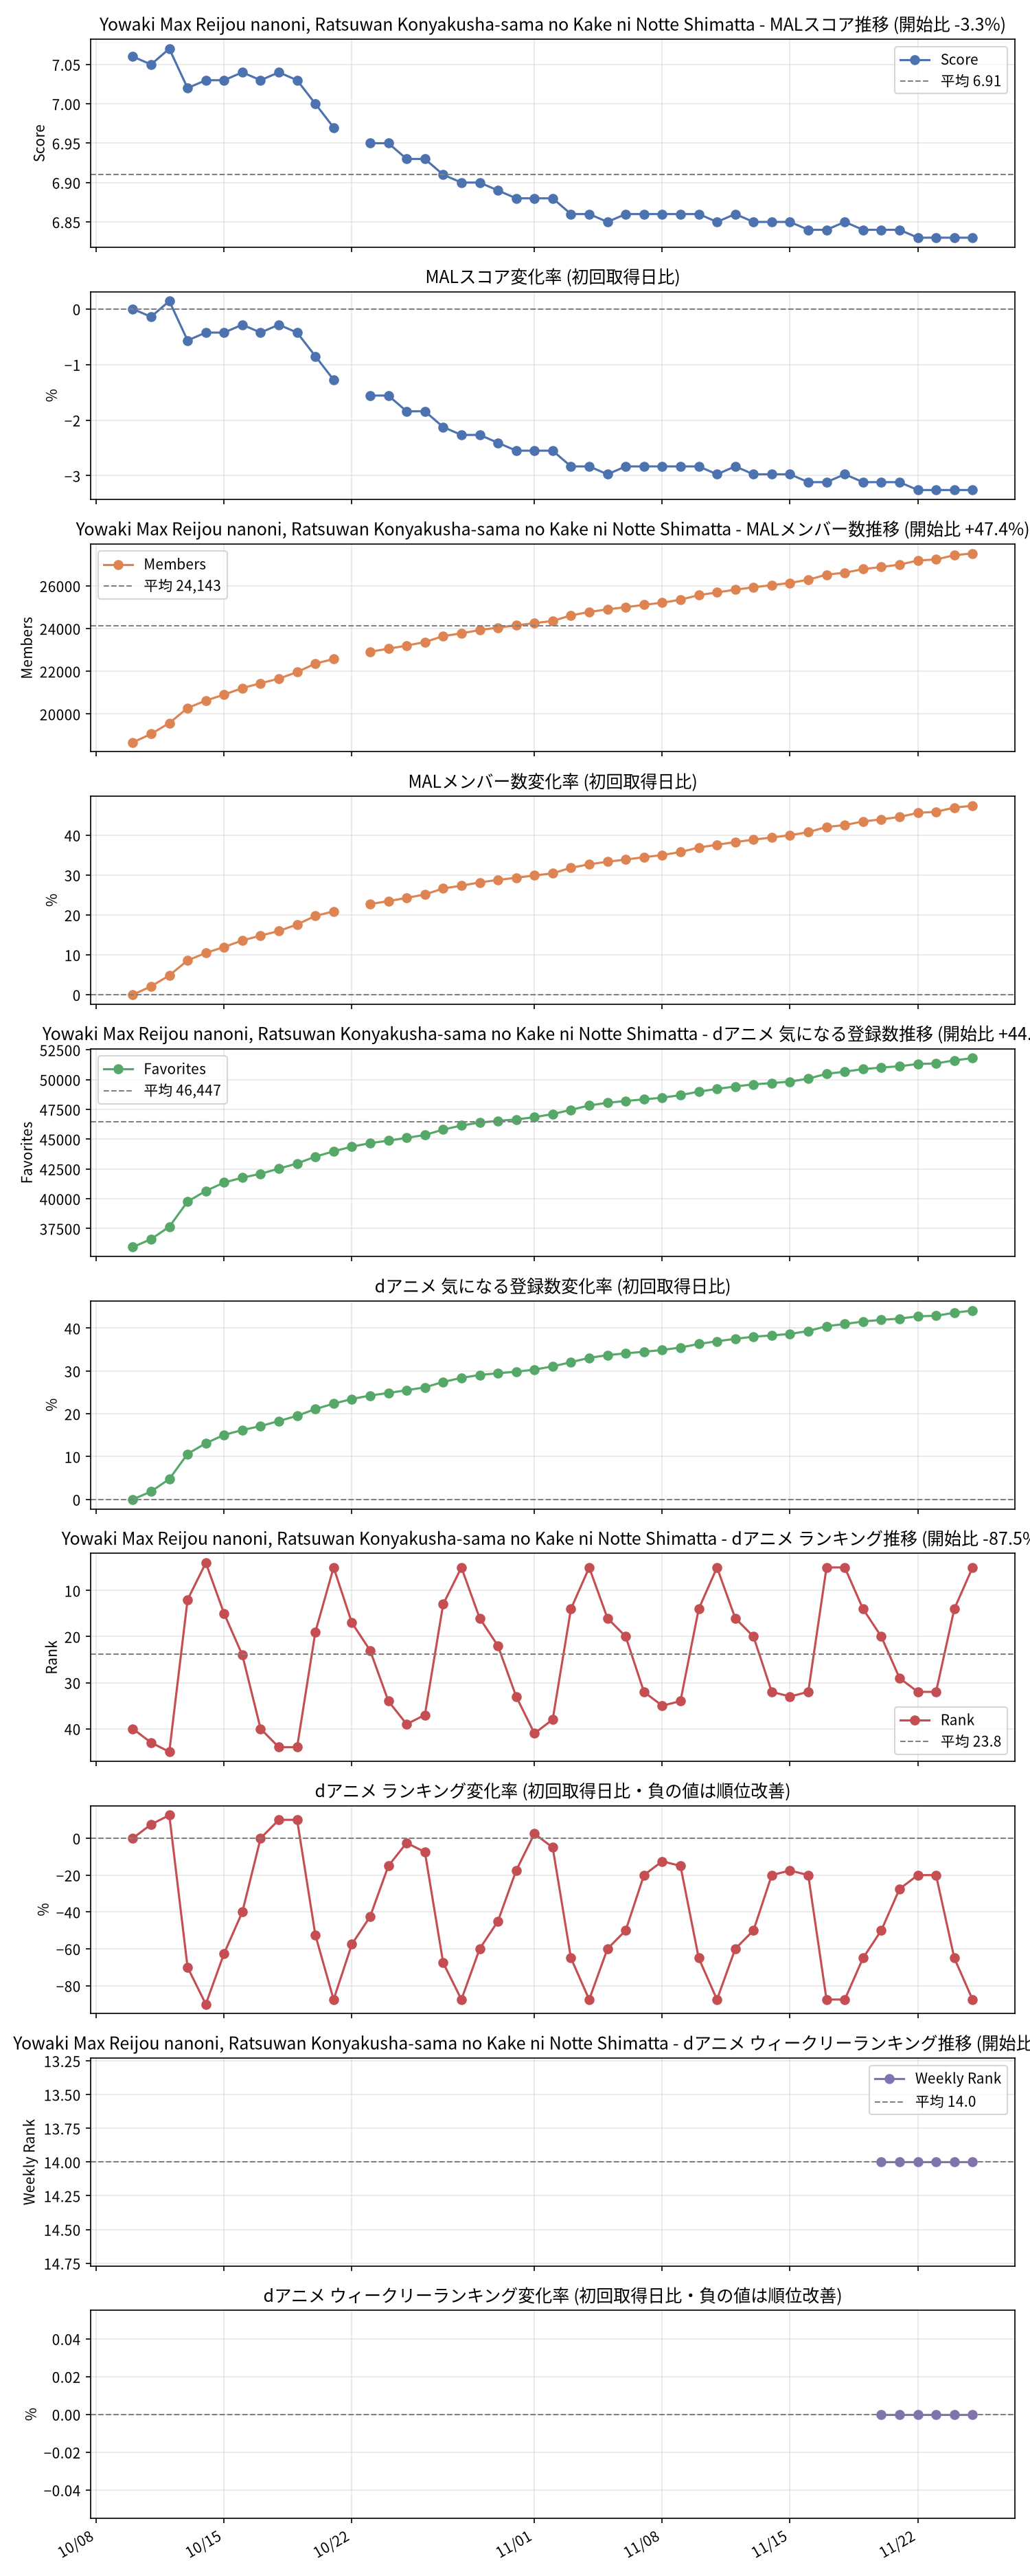 Yowaki Max Reijou nanoni, Ratsuwan Konyakusha-sama no Kake ni Notte Shimatta - MALスコア推移 (開始比 -3.3%)
Score
7.05
7.00
6.95
6.90
6.85
Score
平均 6.91
MALスコア変化率 (初回取得日比)
%
0
−1
−2
−3
Yowaki Max Reijou nanoni, Ratsuwan Konyakusha-sama no Kake ni Notte Shimatta - MALメンバー数推移 (開始比 +47.4%)
Members
26000
24000
22000
20000
Members
平均 24,143
MALメンバー数変化率 (初回取得日比)
%
40
30
20
10
0
Yowaki Max Reijou nanoni, Ratsuwan Konyakusha-sama no Kake ni Notte Shimatta - dアニメ 気になる登録数推移 (開始比 +44.
Favorites
52500
50000
47500
45000
42500
40000
37500
Favorites
平均 46,447
dアニメ 気になる登録数変化率 (初回取得日比)
%
40
30
20
10
0
Yowaki Max Reijou nanoni, Ratsuwan Konyakusha-sama no Kake ni Notte Shimatta - dアニメ ランキング推移 (開始比 -87.5%
Rank
10
20
30
40
Rank
平均 23.8
dアニメ ランキング変化率 (初回取得日比・負の値は順位改善)
%
0
−20
−40
−60
−80
Yowaki Max Reijou nanoni, Ratsuwan Konyakusha-sama no Kake ni Notte Shimatta - dアニメ ウィークリーランキング推移 (開始比
Weekly Rank
13.25
13.50
13.75
14.00
14.25
14.50
14.75
Weekly Rank
平均 14.0
dアニメ ウィークリーランキング変化率 (初回取得日比・負の値は順位改善)
%
0.04
0.02
0.00
−0.02
−0.04
10/08
10/15
10/22
11/01
11/08
11/15
11/22